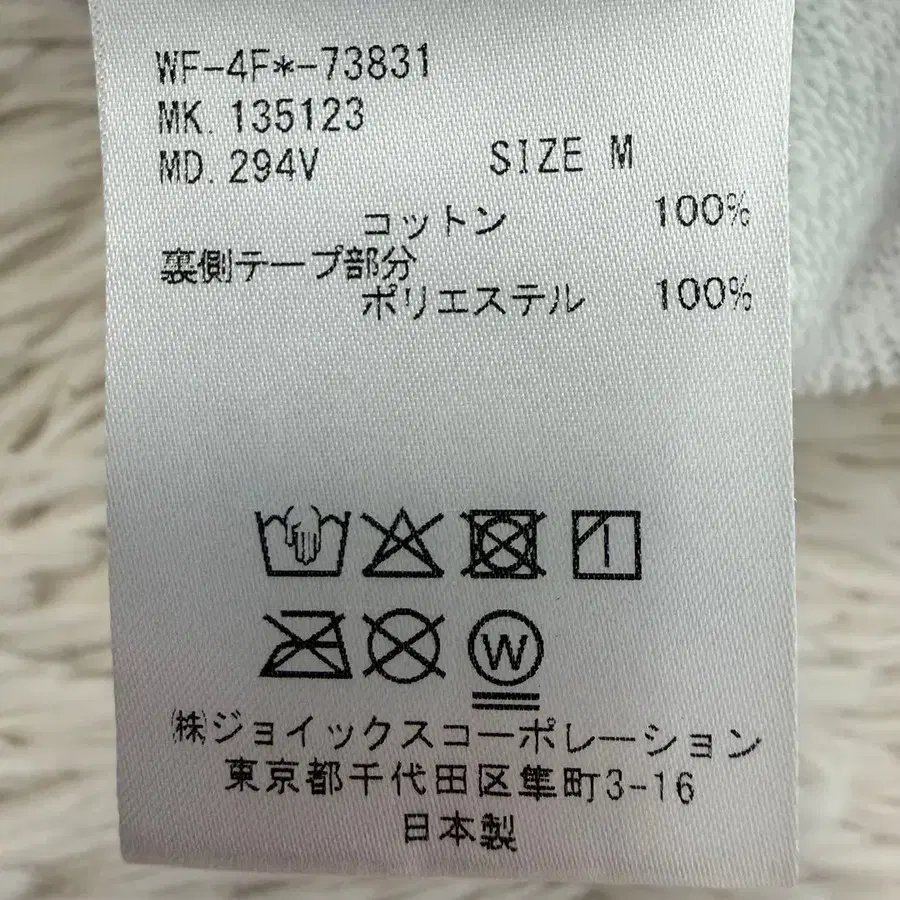 WF-4F*-73831
MK. 135123
MD. 294V SIZE M
コットン 100%
裏側テープ部分
ポリエステル 100%
W
㈱ジョイックスコーポレーション
東京都千代田区隼町3-16
日本製